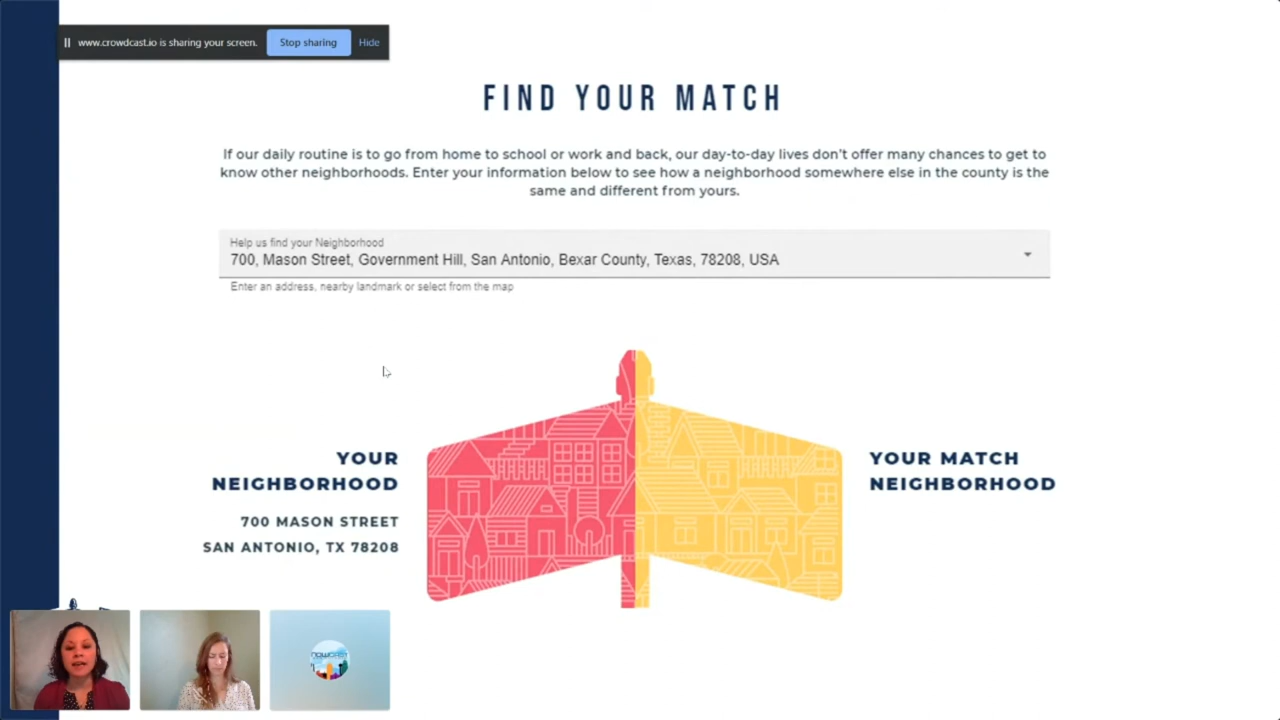 www.crowdcast.io is sharing your screen. Stop sharing Hide
FIND YOUR MATCH
If our daily routine is to go from home to school or work and back, our day-to-day lives don't offer many chances to get to
know other neighborhoods. Enter your information below to see how a neighborhood somewhere else in the county is the
same and different from yours.
Help us find your Neighborhood
700, Mason Street, Government Hill, San Antonio, Bexar County, Texas, 78208, USA
Enter an address, nearby landmark or select from the map
YOUR
NEIGHBORHOOD
700 MASON STREET
SAN ANTONIO, TX 78208
YOUR MATCH
NEIGHBORHOOD